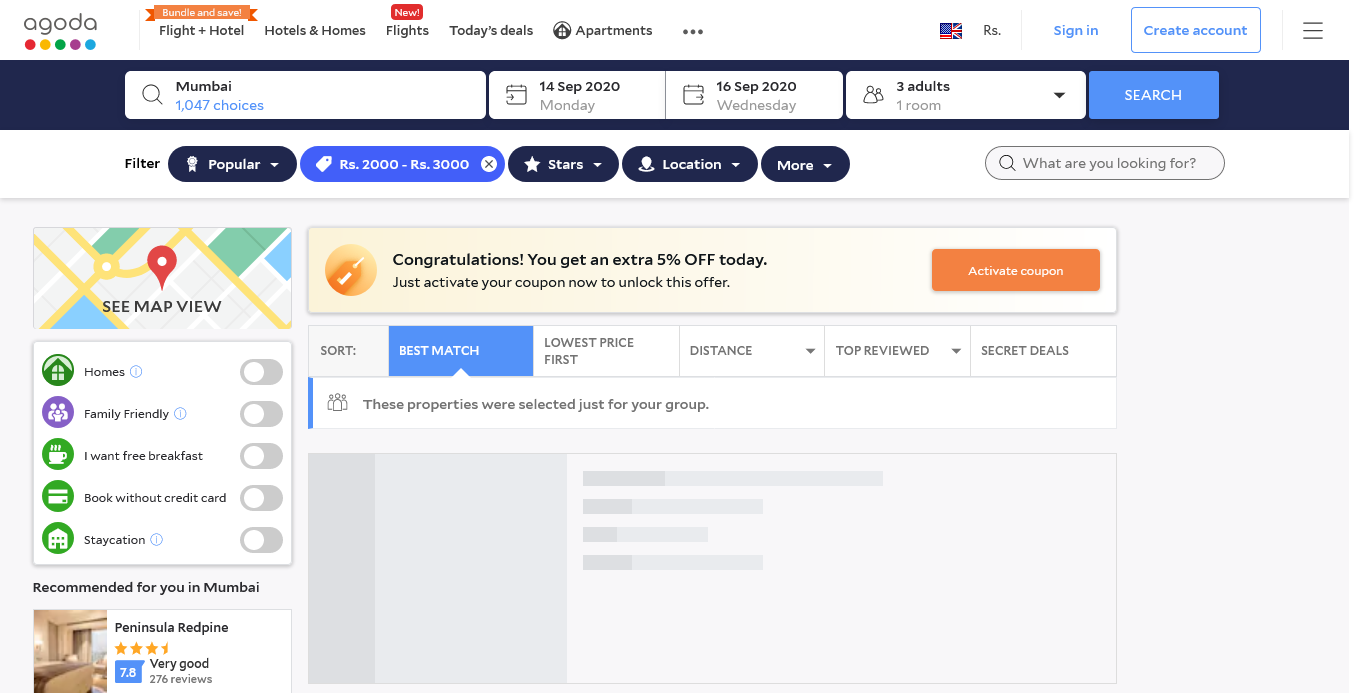 agoda
Bundle and save!
Flight + Hotel
Hotels & Homes
New!
Flights
Today's deals
Apartments
Rs.
Sign in
Create account
Mumbai
1,047 choices
14 Sep 2020
Monday
16 Sep 2020
Wednesday
3 adults
1 room
SEARCH
Filter
Popular
Rs. 2000 - Rs. 3000
Stars
Location
More
What are you looking for?
SEE MAP VIEW
Congratulations! You get an extra 5% OFF today.
Just activate your coupon now to unlock this offer.
Activate coupon
SORT:
BEST MATCH
LOWEST PRICE
FIRST
DISTANCE
TOP REVIEWED
SECRET DEALS
These properties were selected just for your group.
Homes
Family Friendly
I want free breakfast
Book without credit card
Staycation
Recommended for you in Mumbai
Peninsula Redpine
7.8
Very good
276 reviews